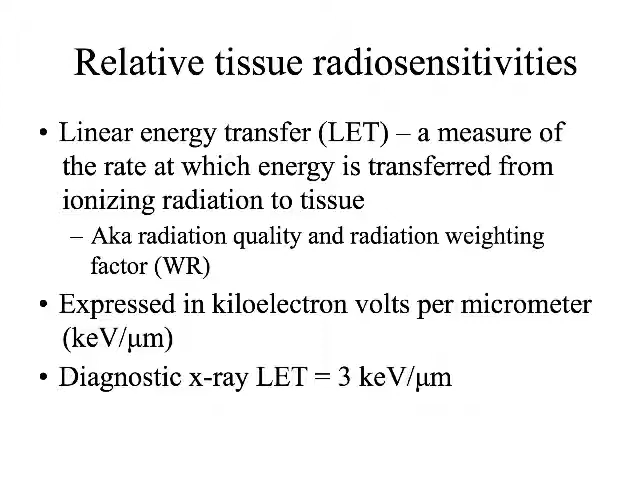 Relative tissue radiosensitivities
• Linear energy transfer (LET) – a measure of
the rate at which energy is transferred from
ionizing radiation to tissue
– Aka radiation quality and radiation weighting
factor (WR)
• Expressed in kiloelectron volts per micrometer
(keV/μm)
• Diagnostic x-ray LET = 3 keV/μm